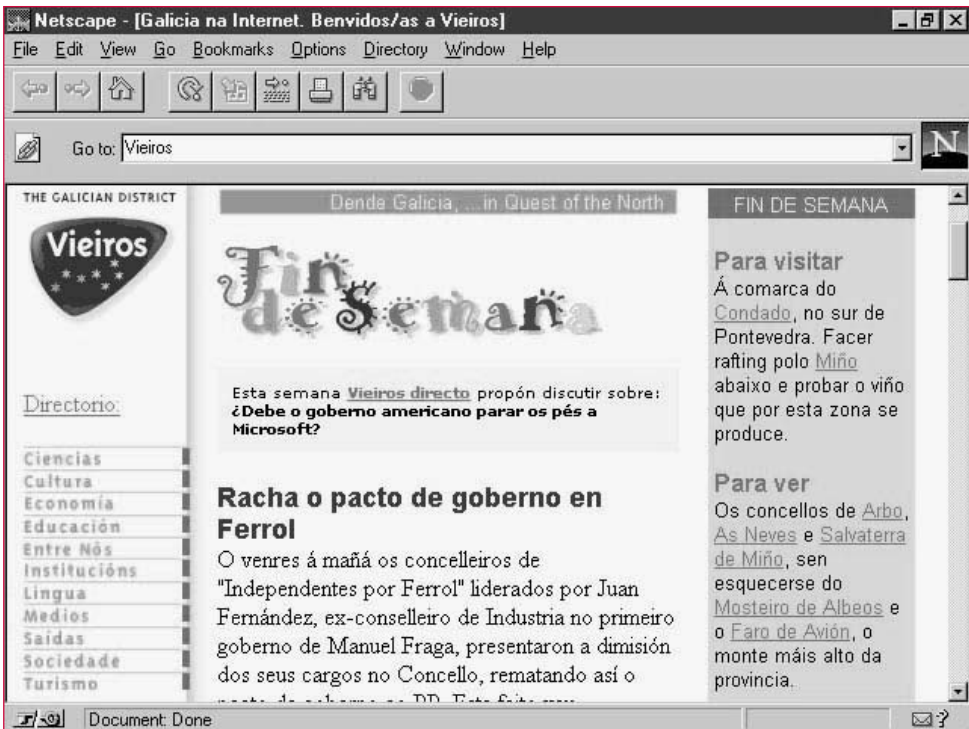 Netscape - [Galicia na Internet. Benvidos/as a Vieiros]
File Edit View Go Bookmarks Options Directory Window Help
Go to: Vieiros
N
THE GALICIAN DISTRICT
Vieiros
Directorio:
Ciencias
Cultura
Economía
Educación
Entre Nós
Institucións
Lingua
Medios
Saídas
Sociedade
Turismo
Dende Galicia, ...in Quest of the North
Fin
de Semana
Esta semana Vieiros directo propón discutir sobre:
¿Debe o goberno americano parar os pés a
Microsoft?
Racha o pacto de goberno en
Ferrol
O venres á mañá os concelleiros de
"Independentes por Ferrol" liderados por Juan
Fernández, ex-conselleiro de Industria no primeiro
goberno de Manuel Fraga, presentaron a dimisión
dos seus cargos no Concello, rematando así o
FIN DE SEMANA
Para visitar
Á comarca do
Condado, no sur de
Pontevedra. Facer
rafting polo Miño
abaixo e probar o viño
que por esta zona se
produce.
Para ver
Os concellos de Arbo,
As Neves e Salvaterra
de Miño, sen
esquecerse do
Mosteiro de Albeos e
o Faro de Avión, o
monte máis alto da
provincia.
Document: Done